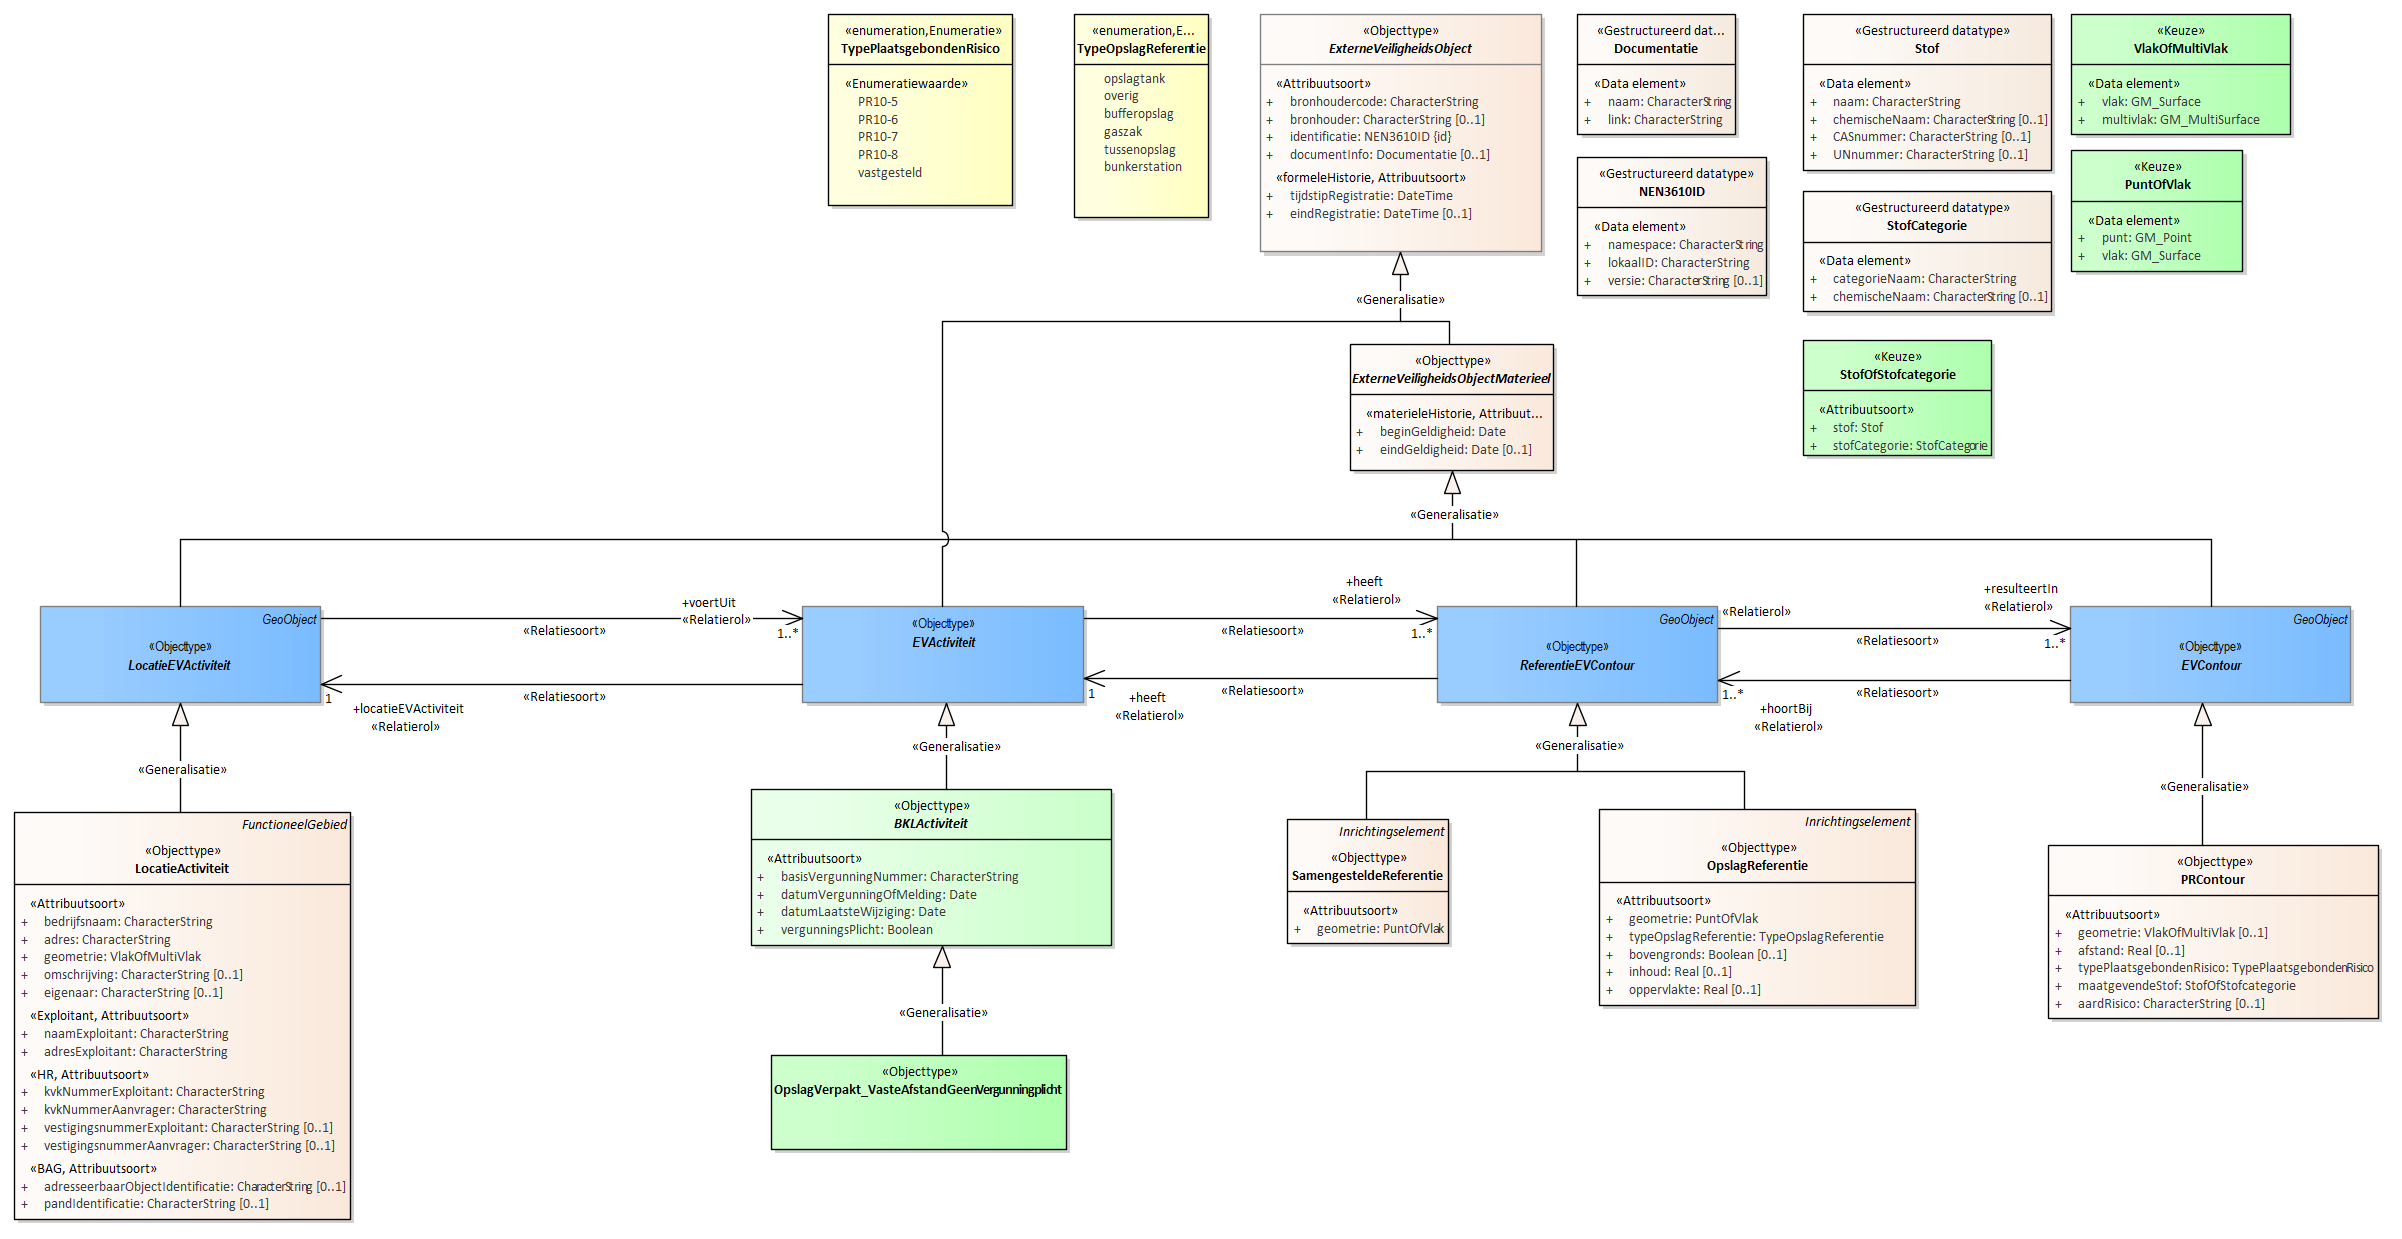 «enumeration,Enumeratie»
TypePlaatsgebondenRisico
«Enumeratiewaarde»
PR10-5
PR10-6
PR10-7
PR10-8
vastgesteld
«enumeration,E...
TypeOpslagReferentie
opslagtank
overig
bufferopslag
gaszak
tussenopslag
bunkerstation
«Objecttype»
ExterneVeiligheidsObject
«Attribuutsoort»
+ bronhoudercode: CharacterString
+ bronhouder: CharacterString [0..1]
+ identificatie: NEN3610ID {id}
+ documentInfo: Documentatie [0..1]
«formeleHistorie, Attribuutsoort»
+ tijdstipRegistratie: DateTime
+ eindRegistratie: DateTime [0..1]
«Gestructureerd dat...
Documentatie
«Data element»
+ naam: CharacterString
+ link: CharacterString
«Gestructureerd datatype»
NEN3610ID
«Data element»
+ namespace: CharacterString
+ lokaalID: CharacterString
+ versie: CharacterString [0..1]
«Gestructureerd datatype»
Stof
«Data element»
+ naam: CharacterString
+ chemischeNaam: CharacterString [0..1]
+ CASnummer: CharacterString [0..1]
+ UNnummer: CharacterString [0..1]
«Gestructureerd datatype»
StofCategorie
«Data element»
+ categorieNaam: CharacterString
+ chemischeNaam: CharacterString [0..1]
«Keuze»
StofOfStofcategorie
«Attribuutsoort»
+ stof: Stof
+ stofCategorie: StofCategorie
«Keuze»
VlakOfMultiVlak
«Data element»
+ vlak: GM_Surface
+ multivlak: GM_MultiSurface
«Keuze»
PuntOfVlak
«Data element»
+ punt: GM_Point
+ vlak: GM_Surface
«Generalisatie»
«Objecttype»
ExterneVeiligheidsObjectMaterieel
«materieleHistorie, Attribuut...
+ beginGeldigheid: Date
+ eindGeldigheid: Date [0..1]
«Generalisatie»
GeoObject
«Objecttype»
LocatieEVActiviteit
+voertUit
«Relatierol»
«Relatiesoort»
1..*
«Relatiesoort»
1
+locatieEVActiviteit
«Relatierol»
«Objecttype»
EVActiviteit
+heeft
«Relatierol»
«Relatiesoort»
1..*
«Relatiesoort»
1
+heeft
«Relatierol»
GeoObject
«Objecttype»
ReferentieEVContour
«Relatierol»
+resulteertIn
«Relatierol»
«Relatiesoort»
1..*
«Relatiesoort»
1..*
+hoortBij
«Relatierol»
GeoObject
«Objecttype»
EVContour
«Generalisatie»
«Generalisatie»
«Generalisatie»
«Generalisatie»
FunctioneelGebied
«Objecttype»
LocatieActiviteit
«Attribuutsoort»
+ bedrijfsnaam: CharacterString
+ adres: CharacterString
+ geometrie: VlakOfMultiVlak
+ omschrijving: CharacterString [0..1]
+ eigenaar: CharacterString [0..1]
«Exploitant, Attribuutsoort»
+ naamExploitant: CharacterString
+ adresExploitant: CharacterString
«HR, Attribuutsoort»
+ kvkNummerExploitant: CharacterString
+ kvkNummerAanvrager: CharacterString
+ vestigingsnummerExploitant: CharacterString [0..1]
+ vestigingsnummerAanvrager: CharacterString [0..1]
«BAG, Attribuutsoort»
+ adresseerbaarObjectIdentificatie: CharacterString [0..1]
+ pandIdentificatie: CharacterString [0..1]
«Objecttype»
BKLActiviteit
«Attribuutsoort»
+ basisVergunningNummer: CharacterString
+ datumVergunningOfMelding: Date
+ datumLaatsteWijziging: Date
+ vergunningsPlicht: Boolean
«Generalisatie»
«Objecttype»
OpslagVerpakt_VasteAfstandGeenVergunningplicht
Inrichtingselement
«Objecttype»
SamengesteldeReferentie
«Attribuutsoort»
+ geometrie: PuntOfVlak
Inrichtingselement
«Objecttype»
OpslagReferentie
«Attribuutsoort»
+ geometrie: PuntOfVlak
+ typeOpslagReferentie: TypeOpslagReferentie
+ bovengronds: Boolean [0..1]
+ inhoud: Real [0..1]
+ oppervlakte: Real [0..1]
«Objecttype»
PRContour
«Attribuutsoort»
+ geometrie: VlakOfMultiVlak [0..1]
+ afstand: Real [0..1]
+ typePlaatsgebondenRisico: TypePlaatsgebondenRisico
+ maatgevendeStof: StofOfStofcategorie
+ aardRisico: CharacterString [0..1]